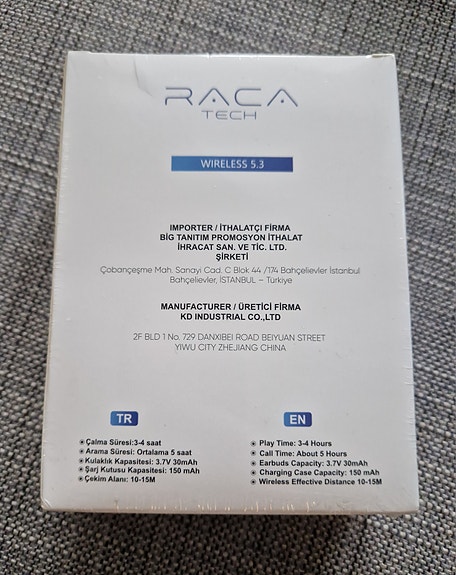 RACA
TECH
WIRELESS 5.3
IMPORTER / İTHALATÇI FİRMA
BİG TANITIM PROMOSYON İTHALAT
İHRACAT SAN. VE TİC. LTD.
ŞİRKETİ
Çobançeşme Mah. Sanayi Cad. C Blok 44 /174 Bahçelievler İstanbul
Bahçelievler, İSTANBUL – Türkiye
MANUFACTURER / ÜRETİCİ FİRMA
KD INDUSTRIAL CO.,LTD
2F BLD 1 No. 729 DANXIBEI ROAD BEIYUAN STREET
YIWU CITY ZHEJIANG CHINA
TR
Çalma Süresi:3-4 saat
Arama Süresi: Ortalama 5 saat
Kulaklık Kapasitesi: 3.7V 30mAh
Şarj Kutusu Kapasitesi: 150 mAh
Çekim Alanı: 10-15M
EN
Play Time: 3-4 Hours
Call Time: About 5 Hours
Earbuds Capacity: 3.7V 30mAh
Charging Case Capacity: 150 mAh
Wireless Effective Distance 10-15M